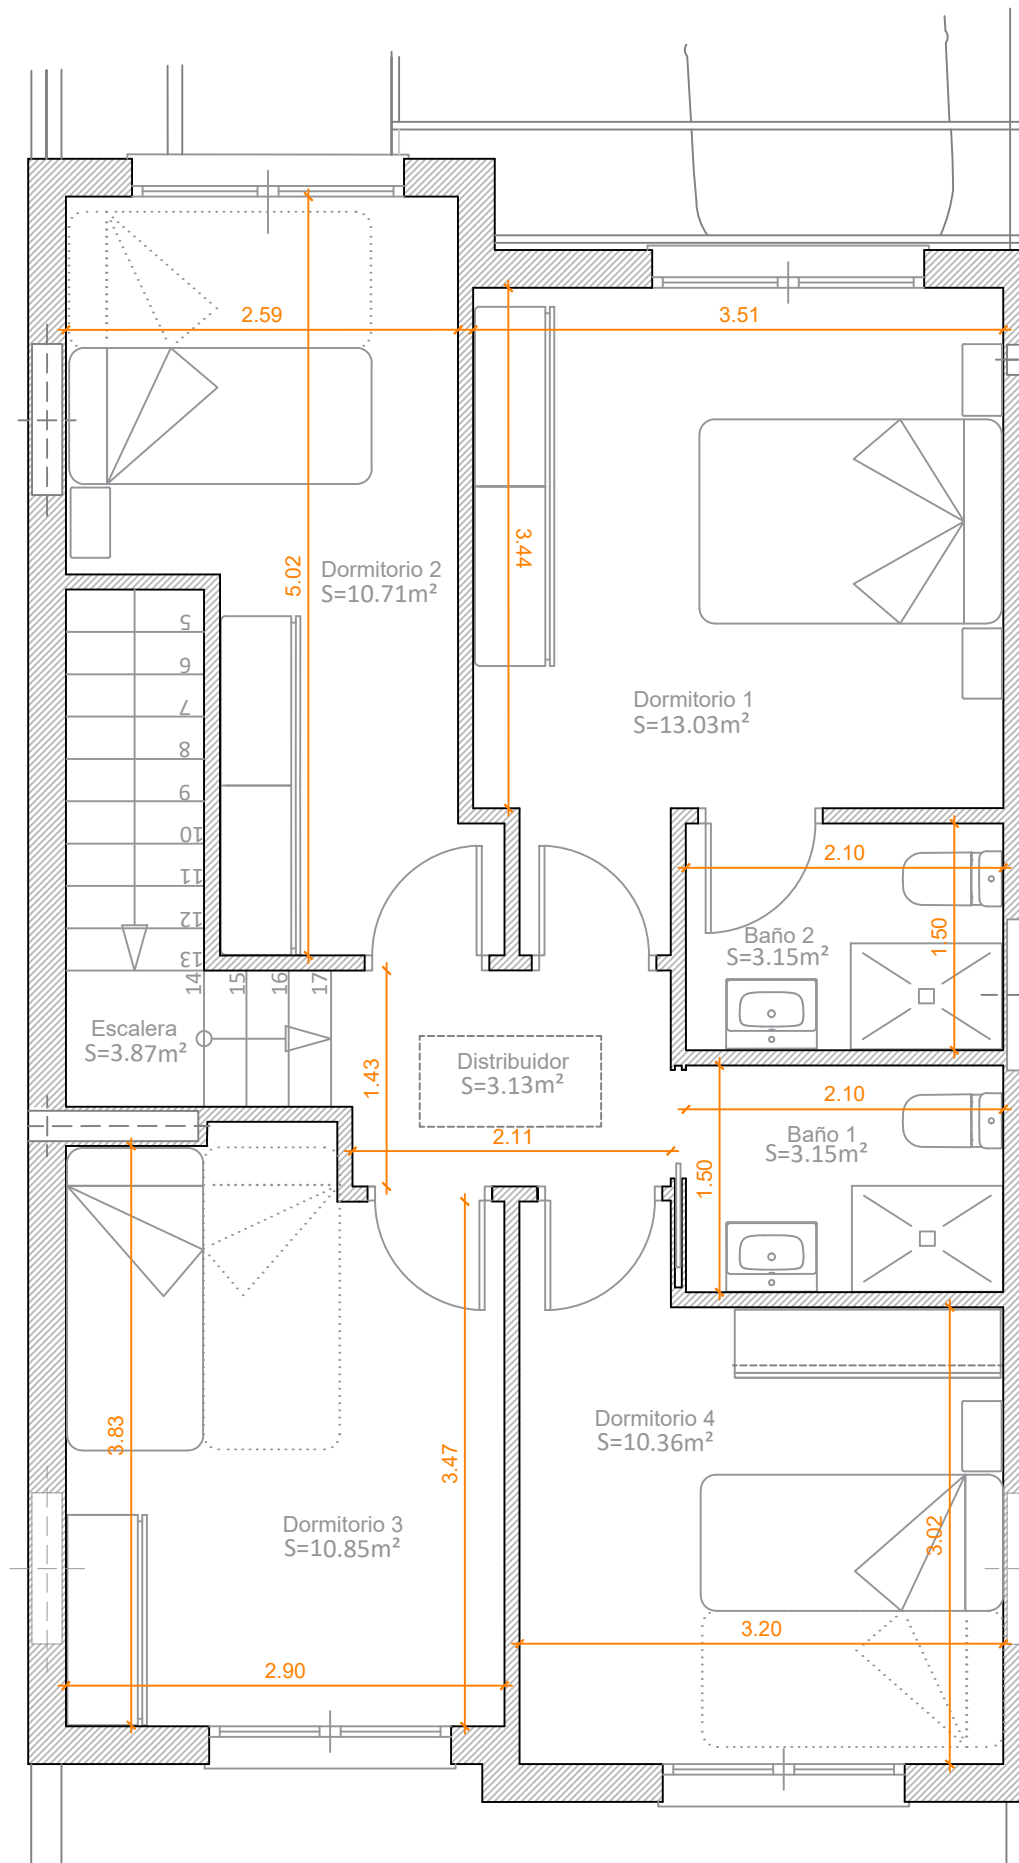 2.59
3.51
5.02
3.44
Dormitorio 2
S=10.71m²
Dormitorio 1
S=13.03m²
5
6
7
8
9
10
11
12
13
14
15
16
17
2.10
1.50
Baño 2
S=3.15m²
Escalera
S=3.87m²
1.43
Distribuidor
S=3.13m²
2.11
2.10
1.50
Baño 1
S=3.15m²
3.83
3.47
Dormitorio 4
S=10.36m²
Dormitorio 3
S=10.85m²
3.02
3.20
2.90